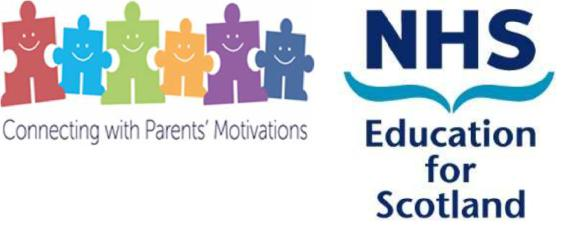 Connecting with Parents' Motivations
NHS
Education
for
Scotland